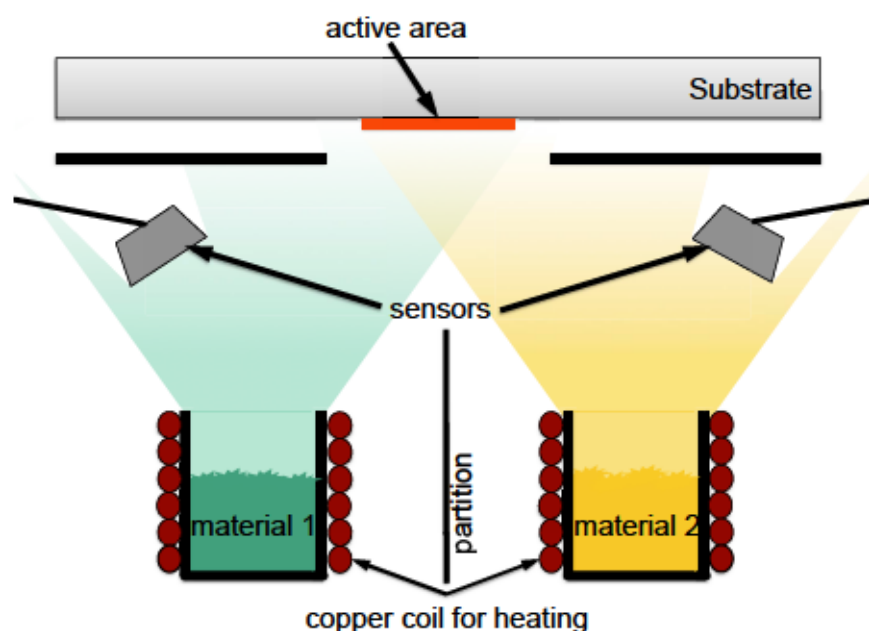 active area
Substrate
sensors
partition
material 1
material 2
copper coil for heating